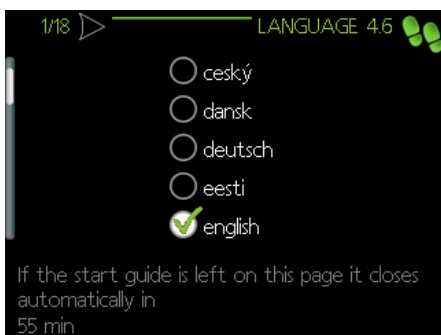 1/18 LANGUAGE 4.6
ceský
dansk
deutsch
eesti
english
If the start guide is left on this page it closes
automatically in
55 min